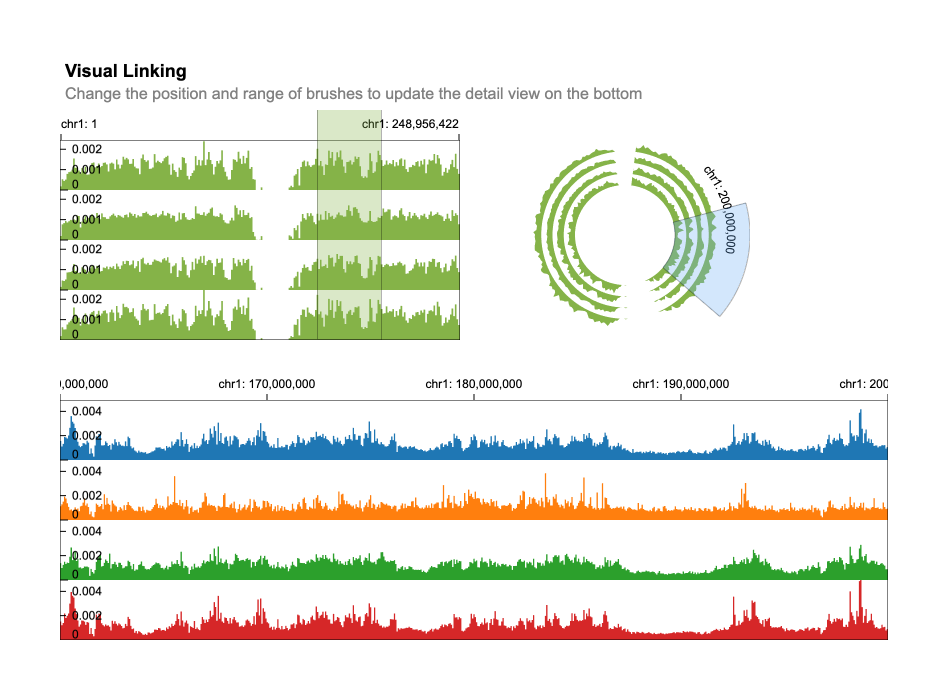 Visual Linking
Change the position and range of brushes to update the detail view on the bottom
chr1: 1
chr1: 248,956,422
0.002
0.001
0
0.002
0.001
0
0.002
0.001
0
0.002
0.001
0
chr1: 200,000,000
0,000,000
chr1: 170,000,000
chr1: 180,000,000
chr1: 190,000,000
chr1: 200
0.004
0.002
0
0.004
0.002
0
0.004
0.002
0
0.004
0.002
0